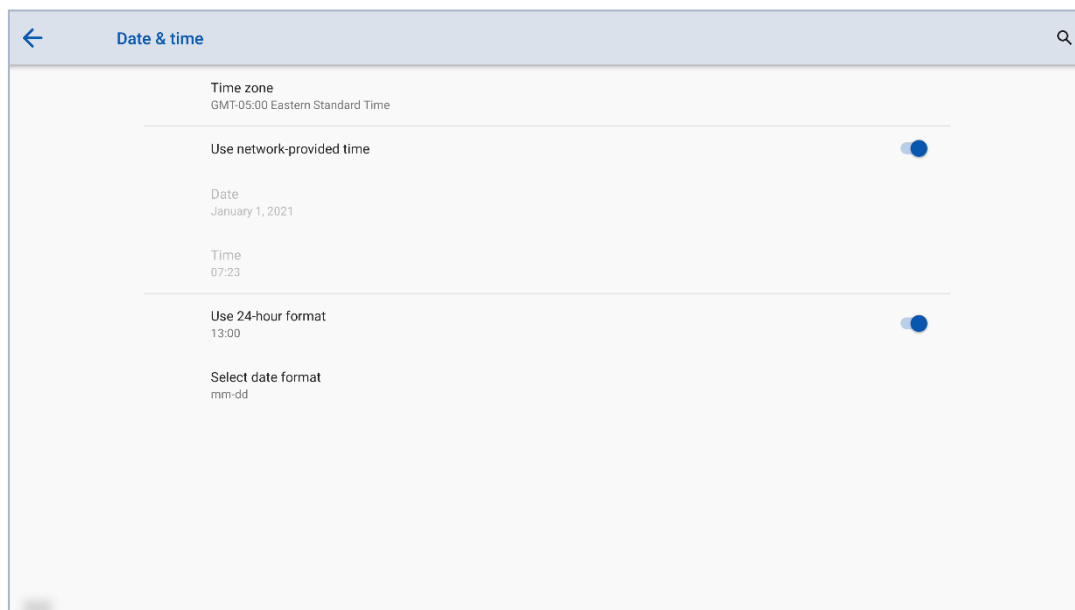 Date & time
Time zone
GMT-05:00 Eastern Standard Time
Use network-provided time
Date
January 1, 2021
Time
07:23
Use 24-hour format
13:00
Select date format
mm-dd